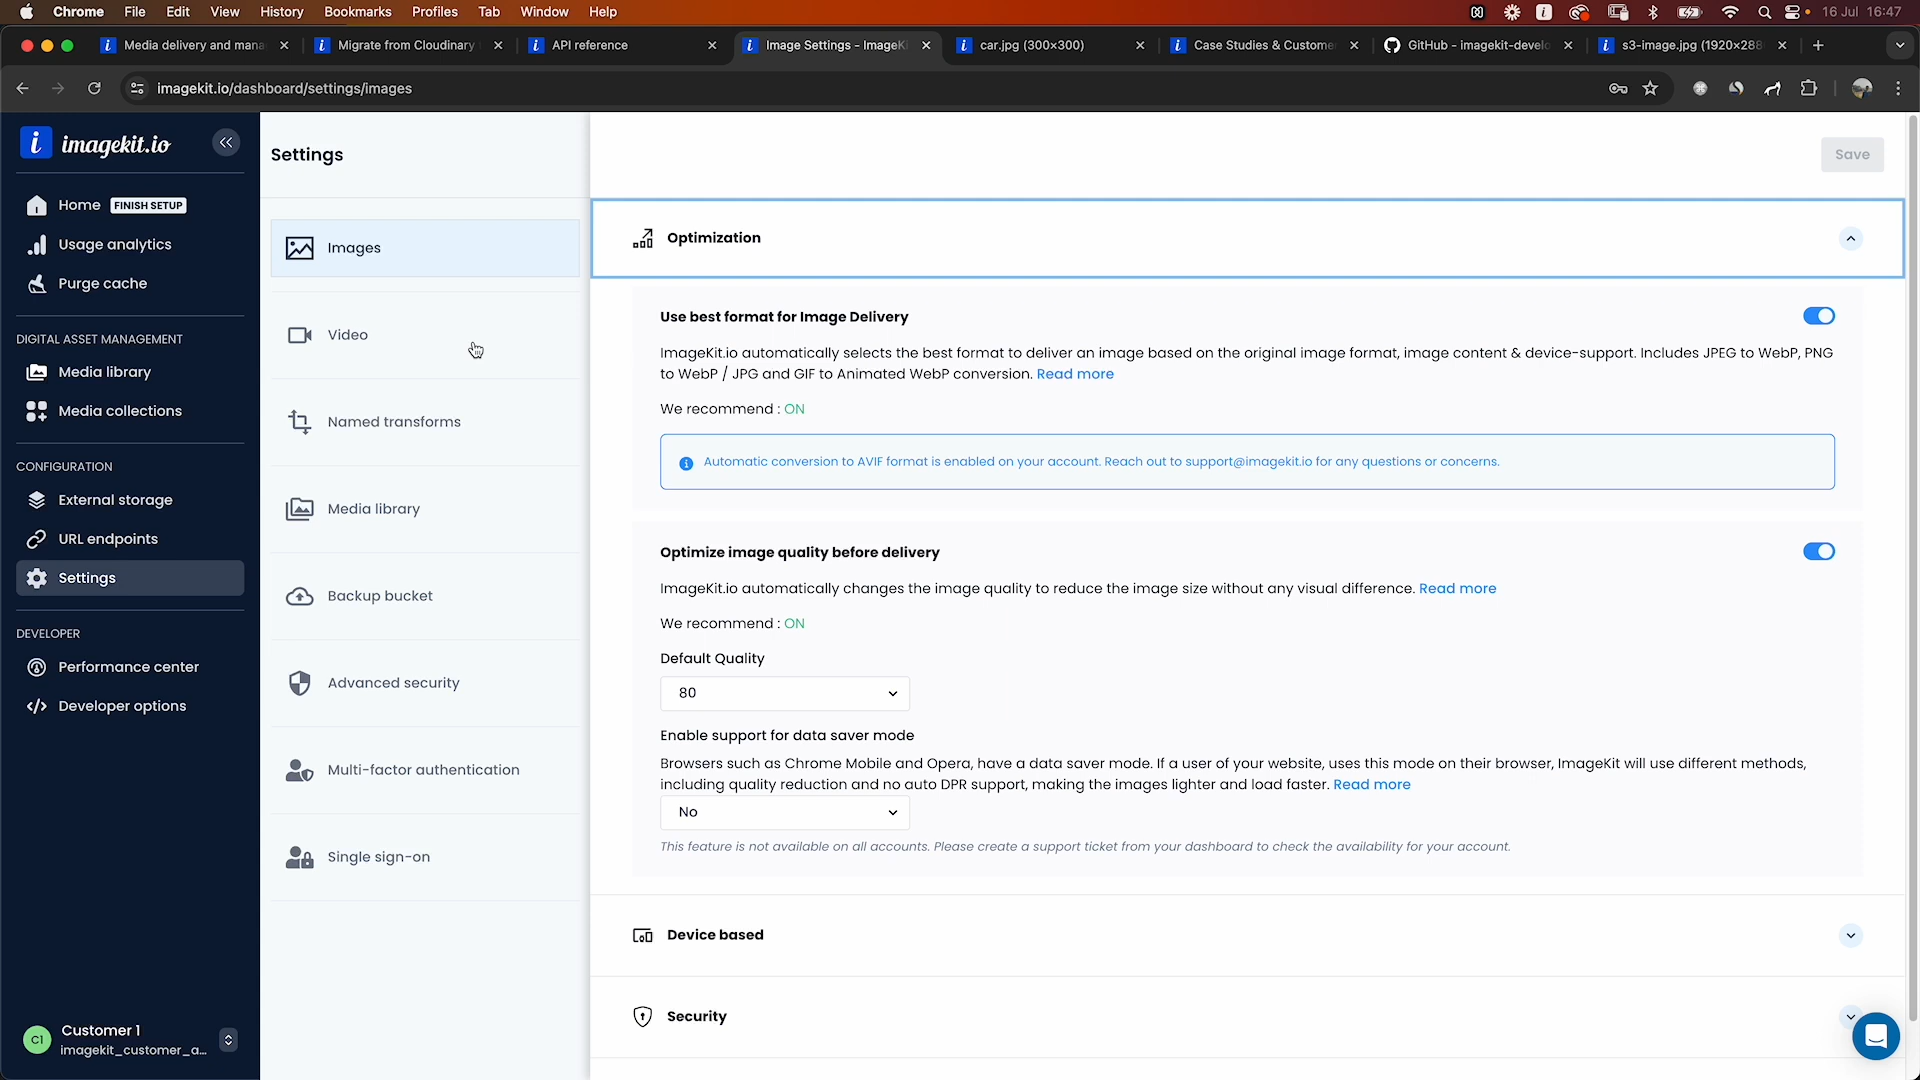 Chrome File Edit View History Bookmarks Profiles Tab Window Help 16 Jul 16:47
Media delivery and mana Migrate from Cloudinary API reference Image Settings - ImageKi car.jpg (300×300) Case Studies & Custome GitHub - imagekit-develo s3-image.jpg (1920×288
imagekit.io/dashboard/settings/images
imagekit.io
Home FINISH SETUP
Usage analytics
Purge cache
DIGITAL ASSET MANAGEMENT
Media library
Media collections
CONFIGURATION
External storage
URL endpoints
Settings
DEVELOPER
Performance center
Developer options
C1
Customer 1
imagekit_customer_a...
Settings
Images
Video
Named transforms
Media library
Backup bucket
Advanced security
Multi-factor authentication
Single sign-on
Save
Optimization
Use best format for Image Delivery
ImageKit.io automatically selects the best format to deliver an image based on the original image format, image content & device-support. Includes JPEG to WebP, PNG
to WebP / JPG and GIF to Animated WebP conversion. Read more
We recommend : ON
Automatic conversion to AVIF format is enabled on your account. Reach out to support@imagekit.io for any questions or concerns.
Optimize image quality before delivery
ImageKit.io automatically changes the image quality to reduce the image size without any visual difference. Read more
We recommend : ON
Default Quality
80
Enable support for data saver mode
Browsers such as Chrome Mobile and Opera, have a data saver mode. If a user of your website, uses this mode on their browser, ImageKit will use different methods,
including quality reduction and no auto DPR support, making the images lighter and load faster. Read more
No
This feature is not available on all accounts. Please create a support ticket from your dashboard to check the availability for your account.
Device based
Security